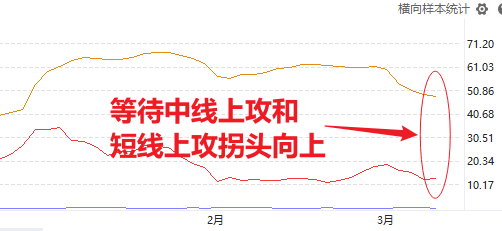 横向样本统计
71.20
61.03
50.86
等待中线上攻和
40.68
短线上攻拐头向上
30.51
20.34
10.17
2月
3月